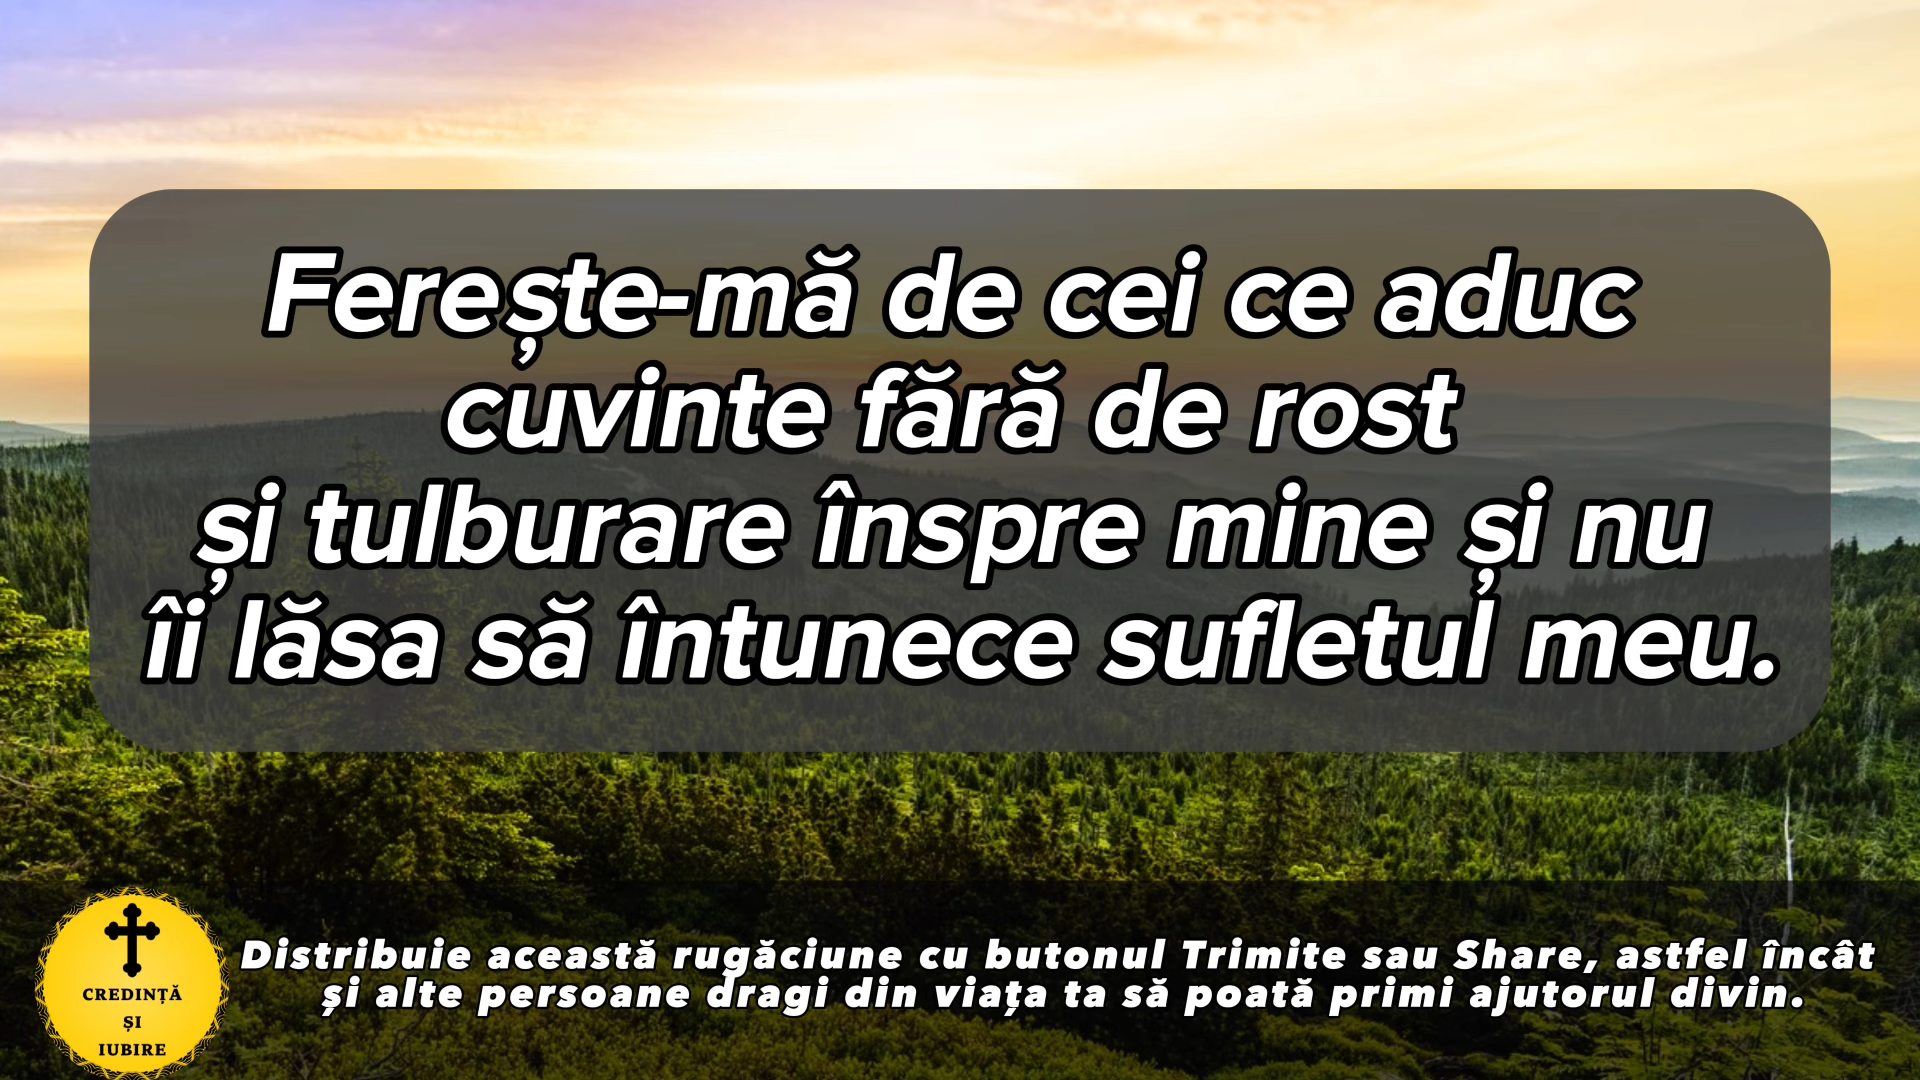 Ferește-mă de cei ce aduc
cuvinte fără de rost
și tulburare înspre mine și nu
îi lăsa să întunece sufletul meu.
CREDINȚĂ
ȘI
IUBIRE
Distribuie această rugăciune cu butonul Trimite sau Share, astfel încât
și alte persoane dragi din viața ta să poată primi ajutorul divin.